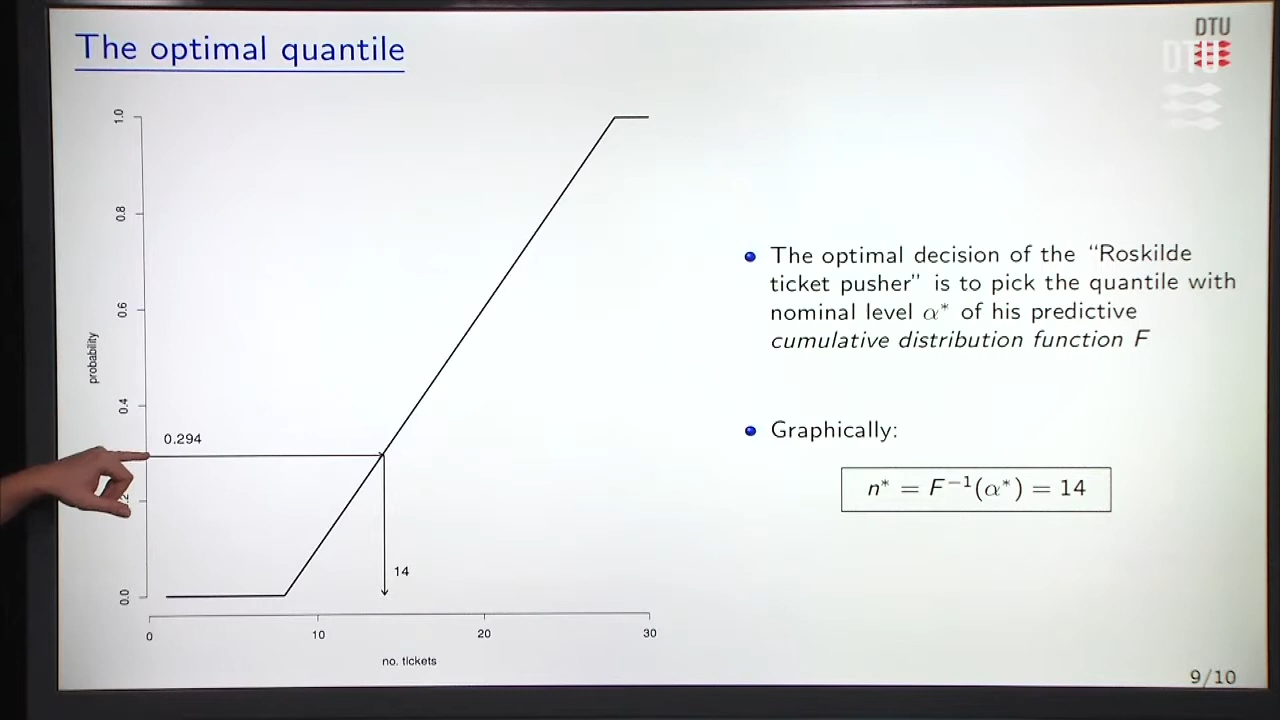 The optimal quantile
DTU
DTU
1.0
0.8
0.6
0.4
0.0
probability
0.294
14
0
10
20
30
no. tickets
The optimal decision of the “Roskilde
ticket pusher” is to pick the quantile with
nominal level α* of his predictive
cumulative distribution function F
Graphically:
n* = F⁻¹(α*) = 14
9/10